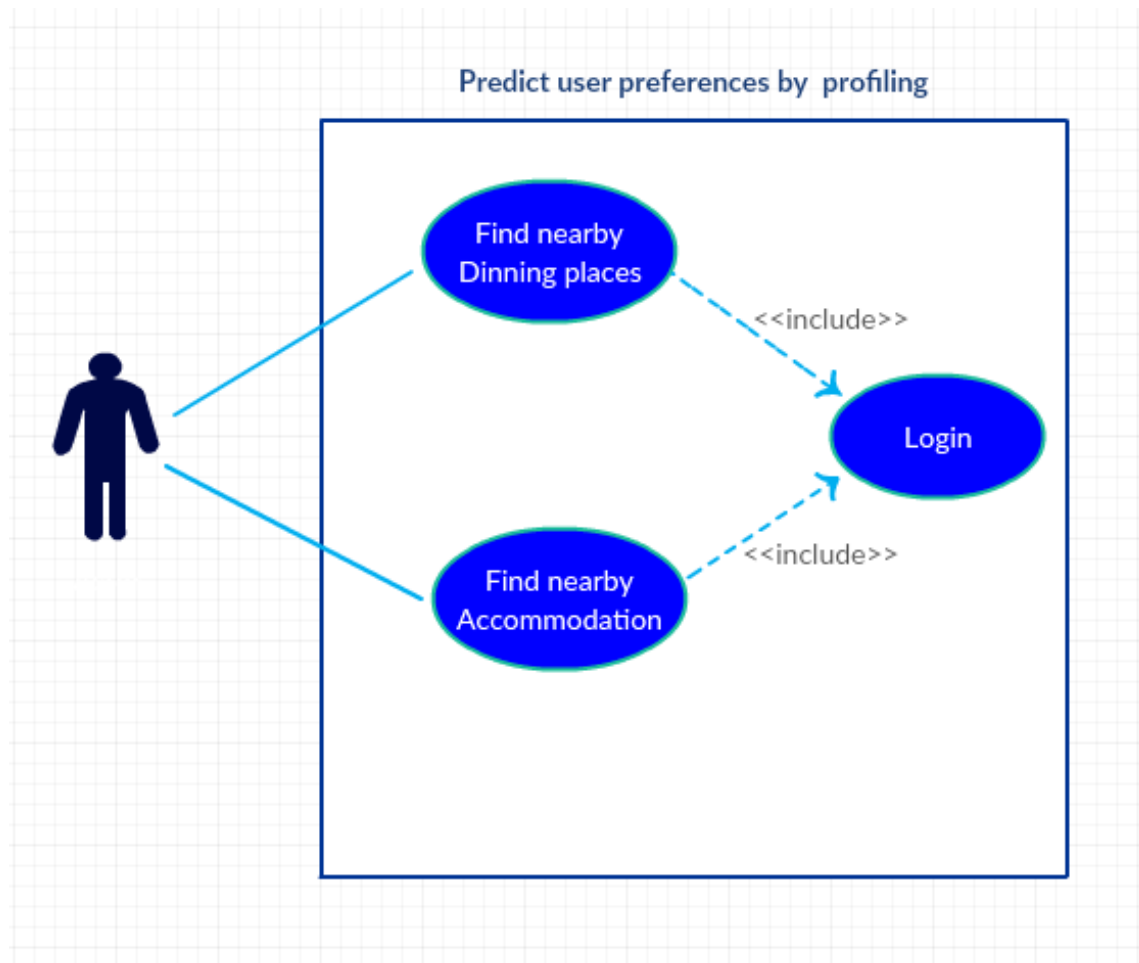 Predict user preferences by  profiling
Find nearby
Dinning places
<<include>>
Login
<<include>>
Find nearby
Accommodation